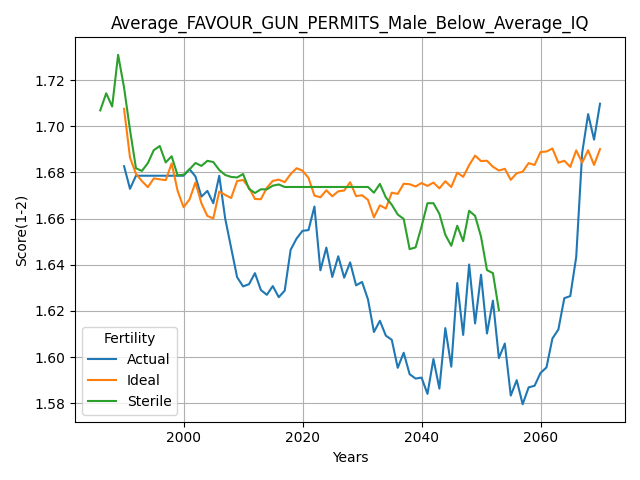 Average_FAVOUR_GUN_PERMITS_Male_Below_Average_IQ
1.72
1.70
1.68
1.66
1.64
1.62
1.60
1.58
Score(1-2)
Fertility
Actual
Ideal
Sterile
2000
2020
2040
2060
Years